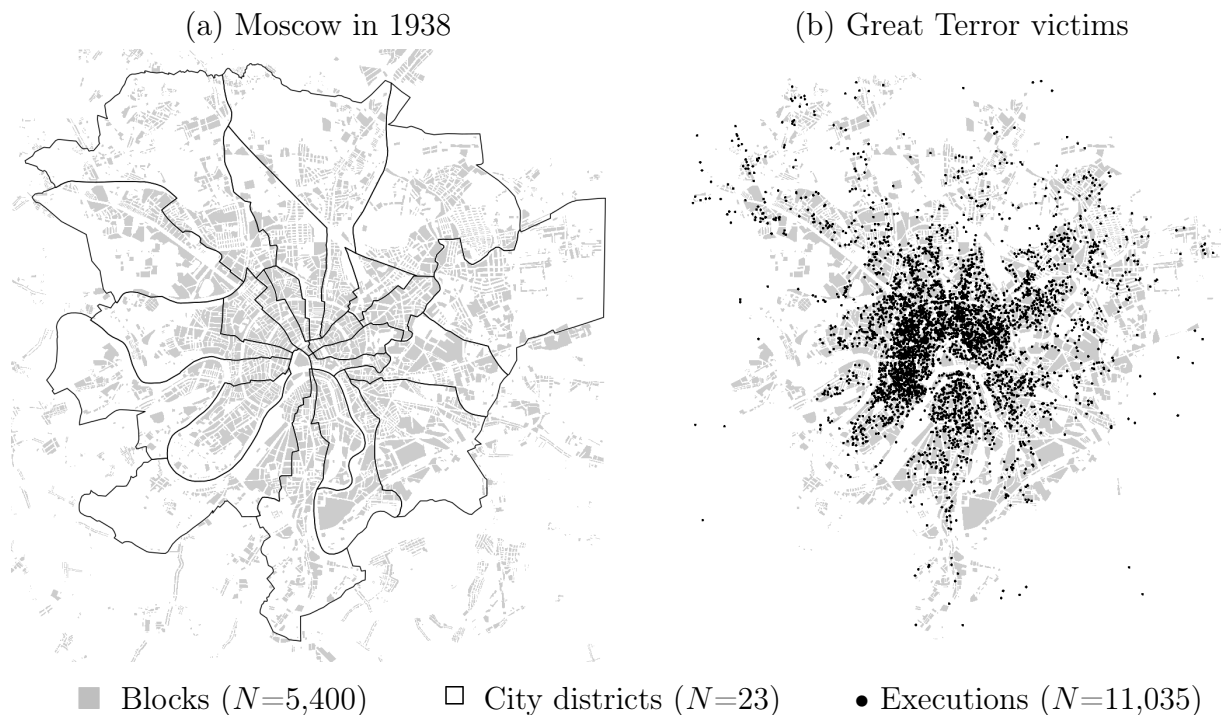 (a) Moscow in 1938
(b) Great Terror victims
Blocks (N=5,400)
City districts (N=23)
Executions (N=11,035)